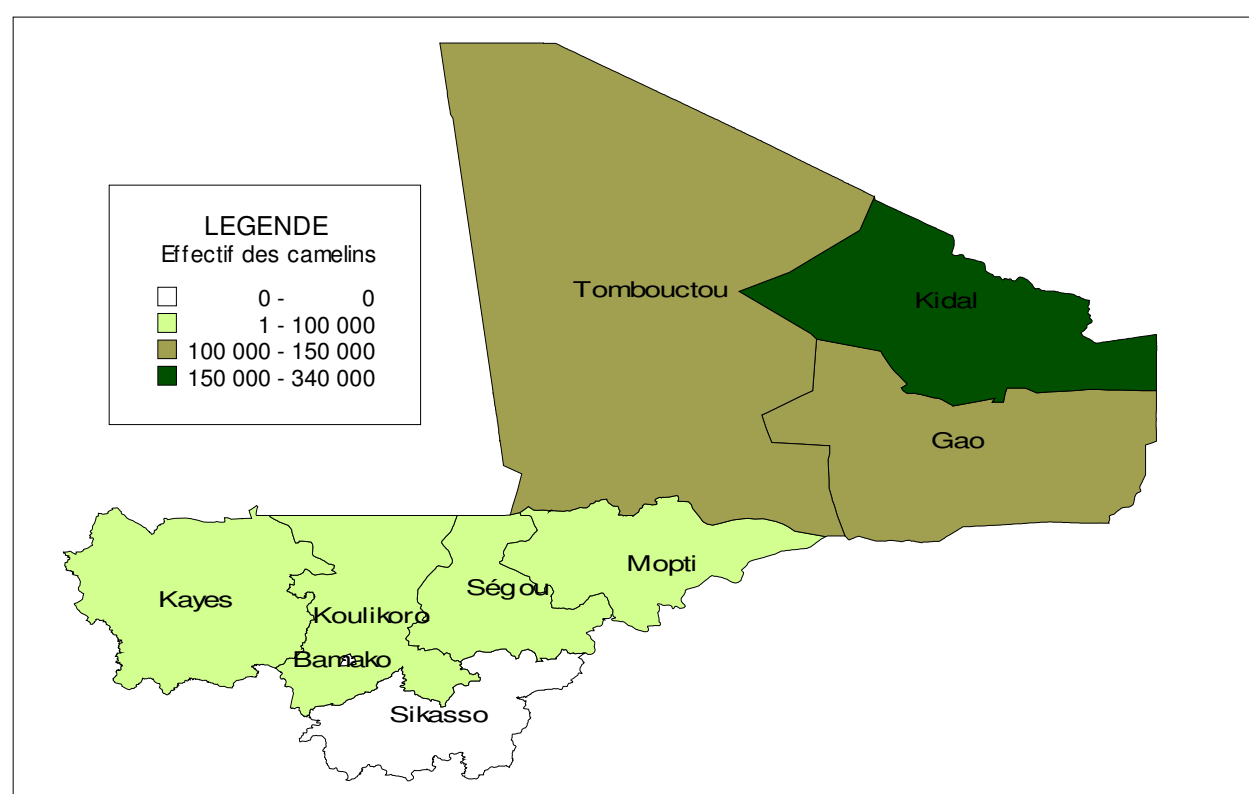 LEGENDE
Effectif des camelins
0 - 0
1 - 100 000
100 000 - 150 000
150 000 - 340 000
Tombouctou
Kidal
Gao
Mopti
Ségou
Kayes
Koulikoro
Bamako
Sikasso